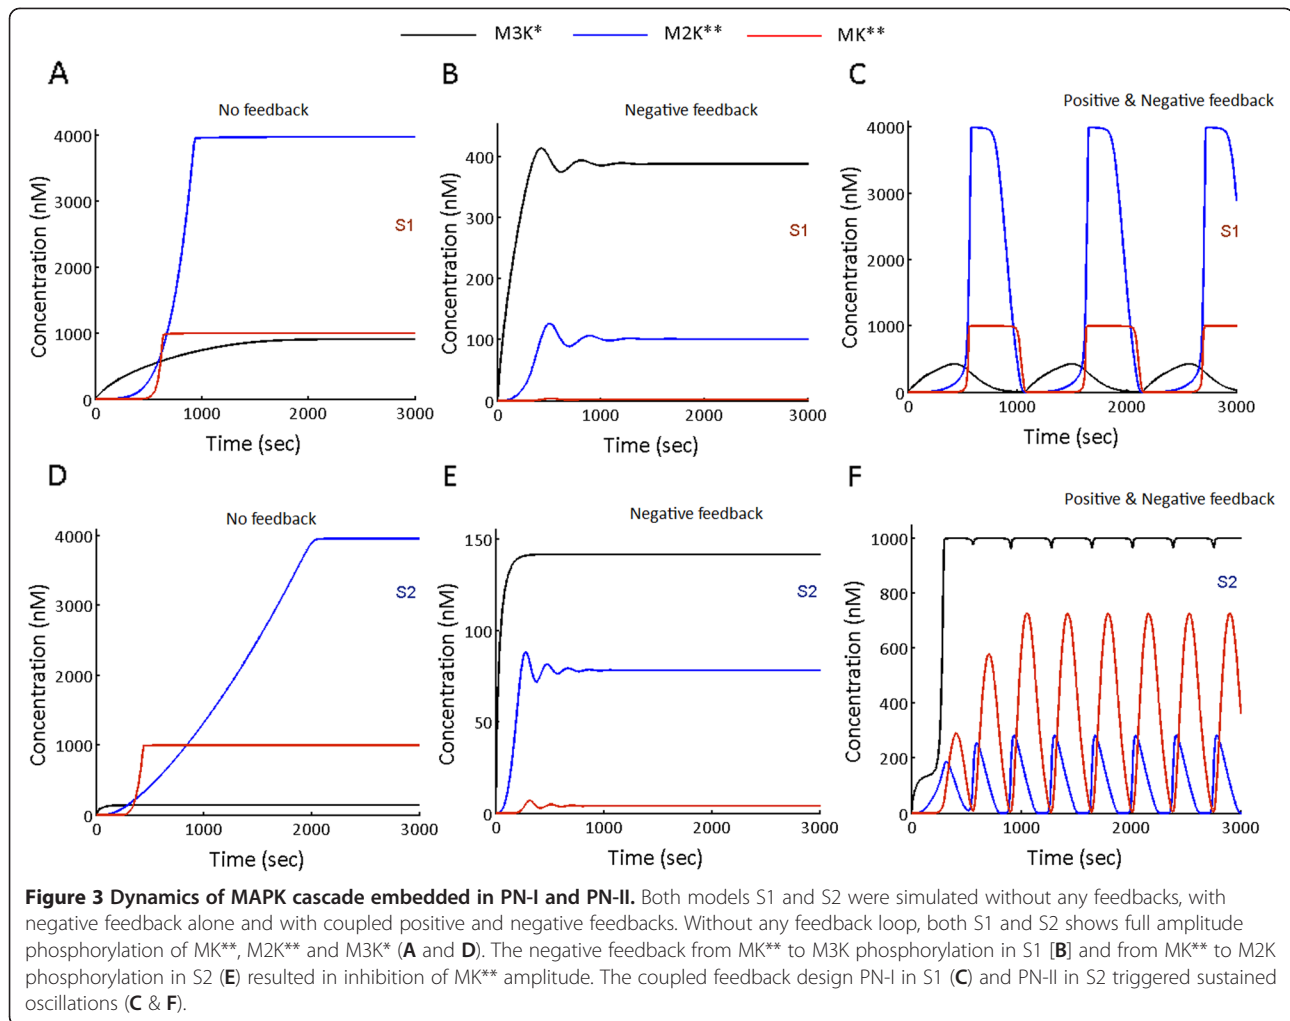 M3K* M2K** MK**
A
No feedback
4000
3000
2000
1000
0
Concentration (nM)
S1
0 1000 2000 3000
Time (sec)
B
Negative feedback
400
300
200
100
0
Concentration (nM)
S1
0 1000 2000 3000
Time (sec)
C
Positive & Negative feedback
4000
3000
2000
1000
0
Concentration (nM)
S1
0 1000 2000 3000
Time (sec)
D
No feedback
4000
3000
2000
1000
0
Concentration (nM)
S2
0 1000 2000 3000
Time (sec)
E
Negative feedback
150
100
50
0
Concentration (nM)
S2
0 1000 2000 3000
Time (sec)
F
Positive & Negative feedback
1000
800
600
400
200
0
Concentration (nM)
S2
0 1000 2000 3000
Time (sec)
Figure 3 Dynamics of MAPK cascade embedded in PN-I and PN-II. Both models S1 and S2 were simulated without any feedbacks, with
negative feedback alone and with coupled positive and negative feedbacks. Without any feedback loop, both S1 and S2 shows full amplitude
phosphorylation of MK**, M2K** and M3K* (A and D). The negative feedback from MK** to M3K phosphorylation in S1 [B] and from MK** to M2K
phosphorylation in S2 (E) resulted in inhibition of MK** amplitude. The coupled feedback design PN-I in S1 (C) and PN-II in S2 triggered sustained
oscillations (C & F).